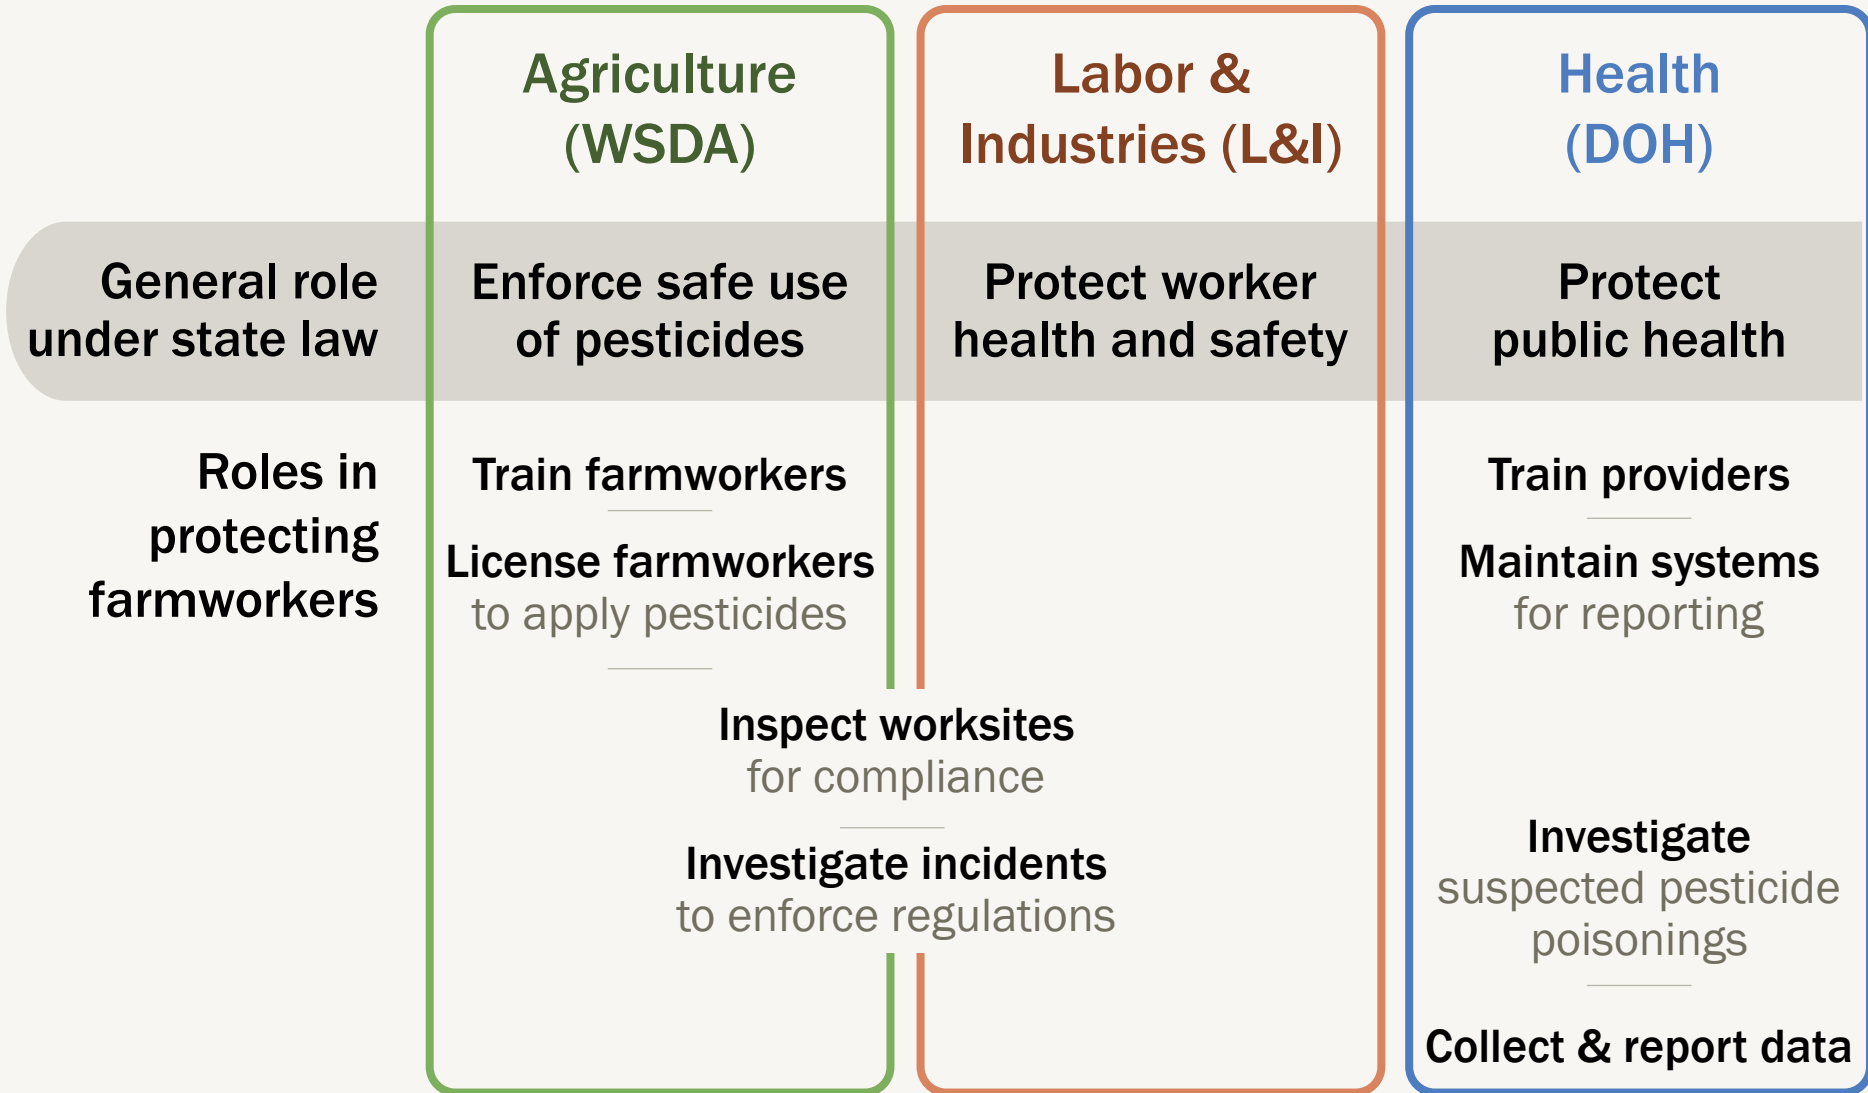 Agriculture
(WSDA)
Labor &
Industries (L&I)
Health
(DOH)
General role
under state law
Enforce safe use
of pesticides
Protect worker
health and safety
Protect
public health
Roles in
protecting
farmworkers
Train farmworkers
License farmworkers
to apply pesticides
Inspect worksites
for compliance
Investigate incidents
to enforce regulations
Train providers
Maintain systems
for reporting
Investigate
suspected pesticide
poisonings
Collect & report data